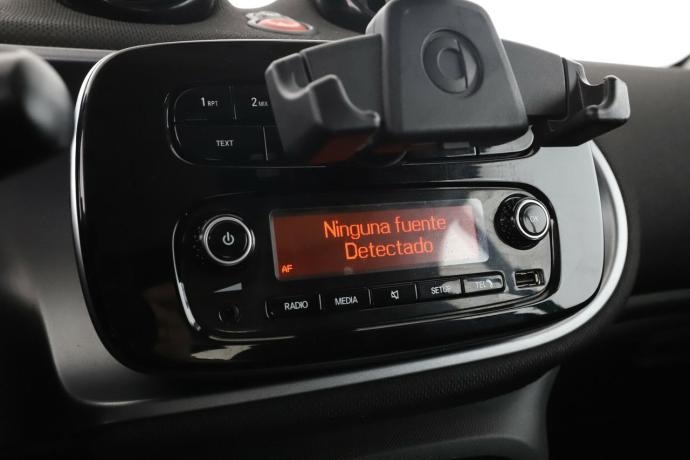 1 RPT
2 MIX
TEXT
Ninguna fuente
Detectado
AF
OK
RADIO
MEDIA
SETUP
TEL